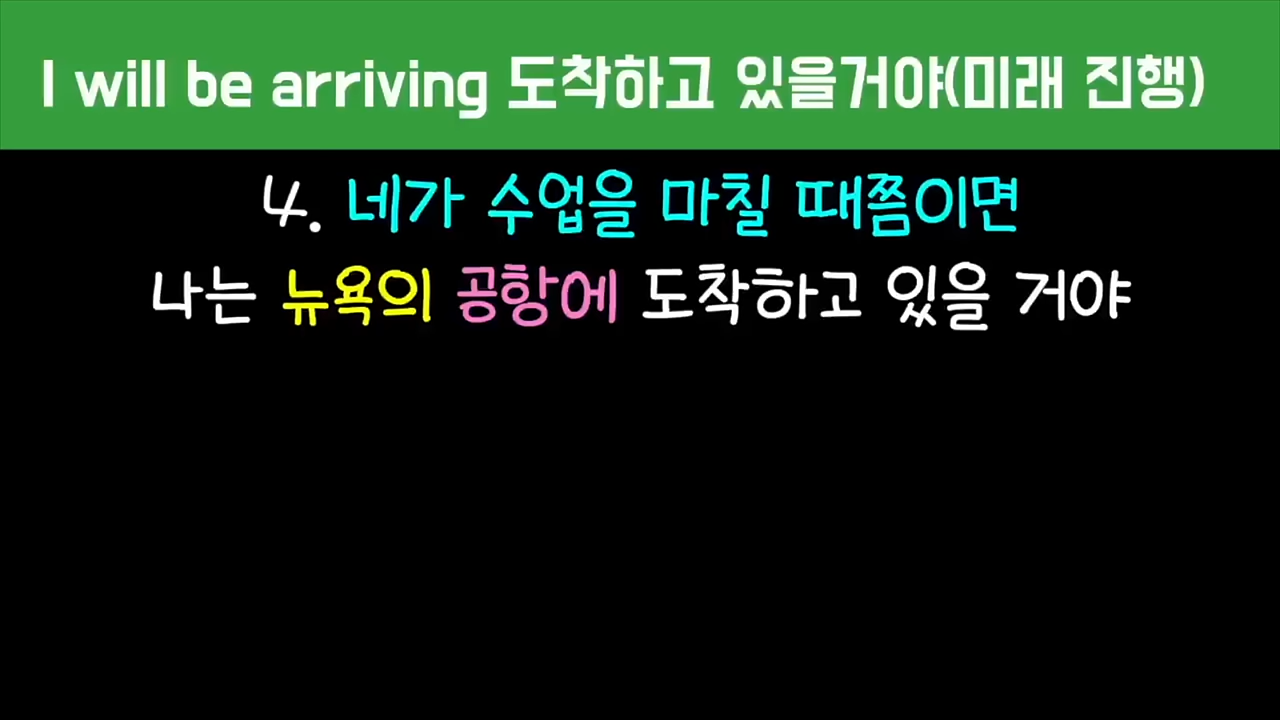 I will be arriving 도착하고 있을거야(미래 진행)
4. 네가 수업을 마칠 때쯤이면
나는 뉴욕의 공항에 도착하고 있을 거야